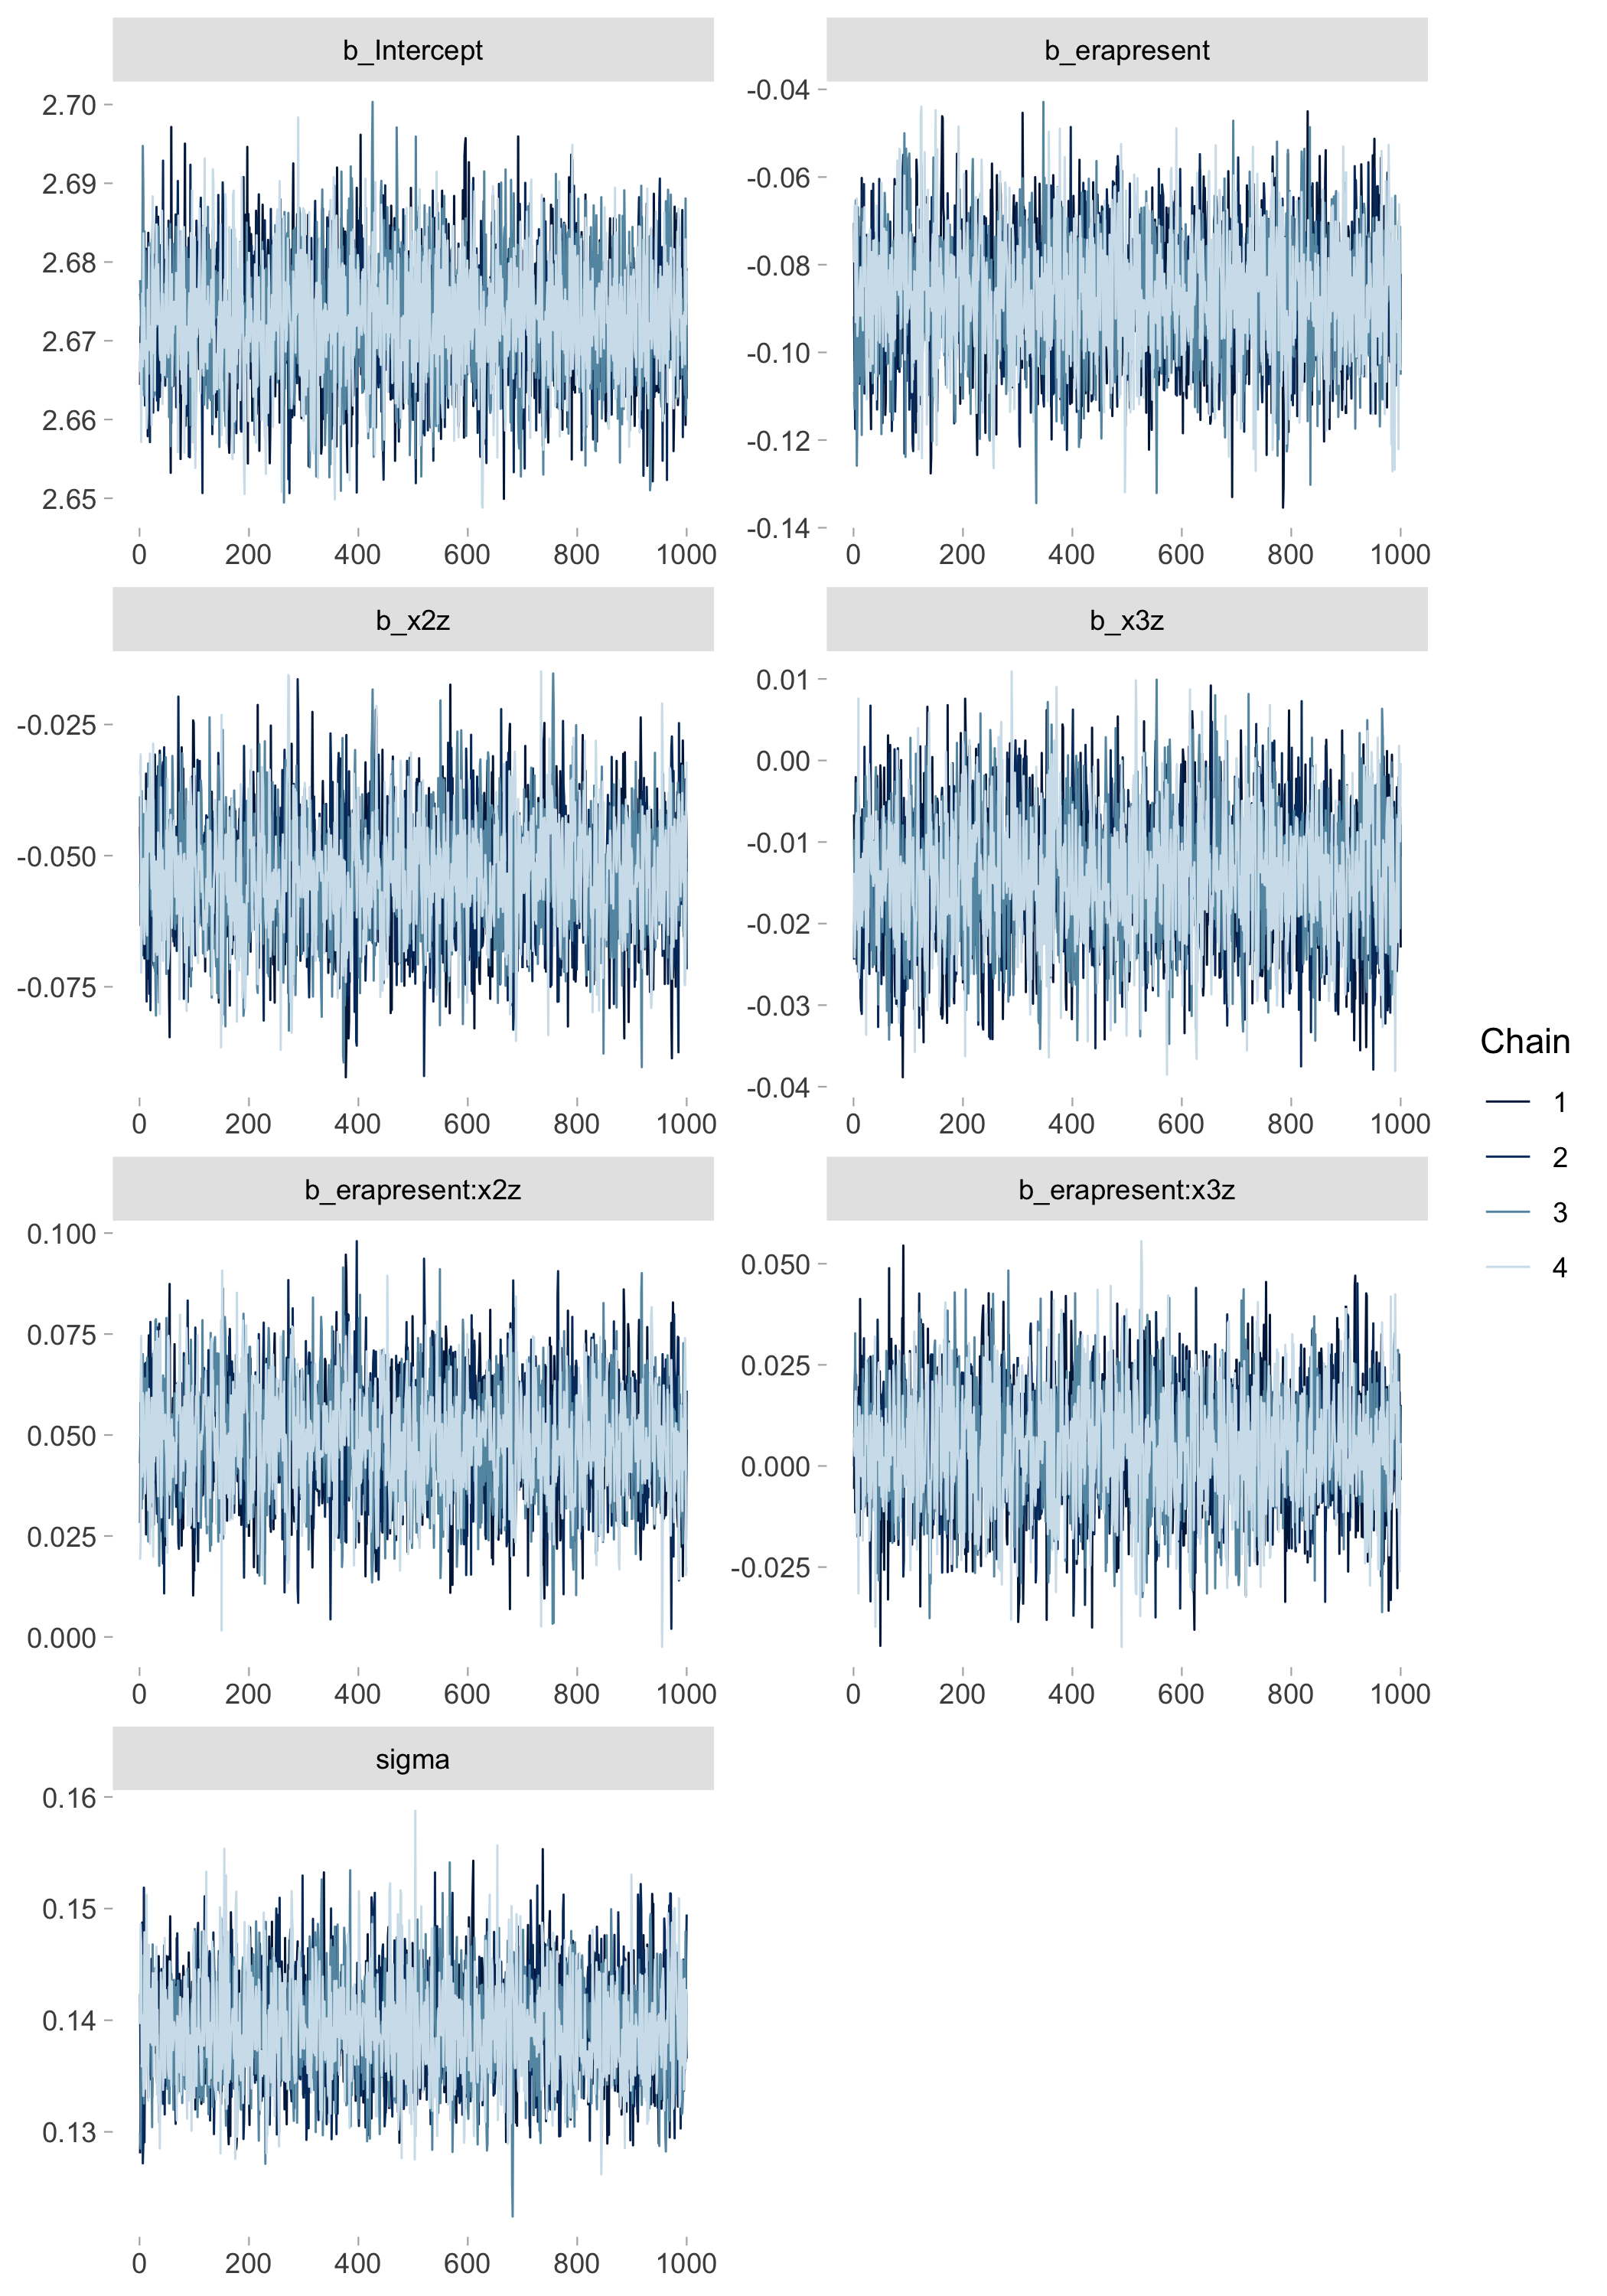 b_Intercept
2.70
2.69
2.68
2.67
2.66
2.65
0 200 400 600 800 1000
b_erapresent
-0.04
-0.06
-0.08
-0.10
-0.12
-0.14
0 200 400 600 800 1000
b_x2z
-0.025
-0.050
-0.075
0 200 400 600 800 1000
b_x3z
0.01
0.00
-0.01
-0.02
-0.03
-0.04
0 200 400 600 800 1000
b_erapresent:x2z
0.100
0.075
0.050
0.025
0.000
0 200 400 600 800 1000
b_erapresent:x3z
0.050
0.025
0.000
-0.025
0 200 400 600 800 1000
sigma
0.16
0.15
0.14
0.13
0 200 400 600 800 1000
Chain
1
2
3
4